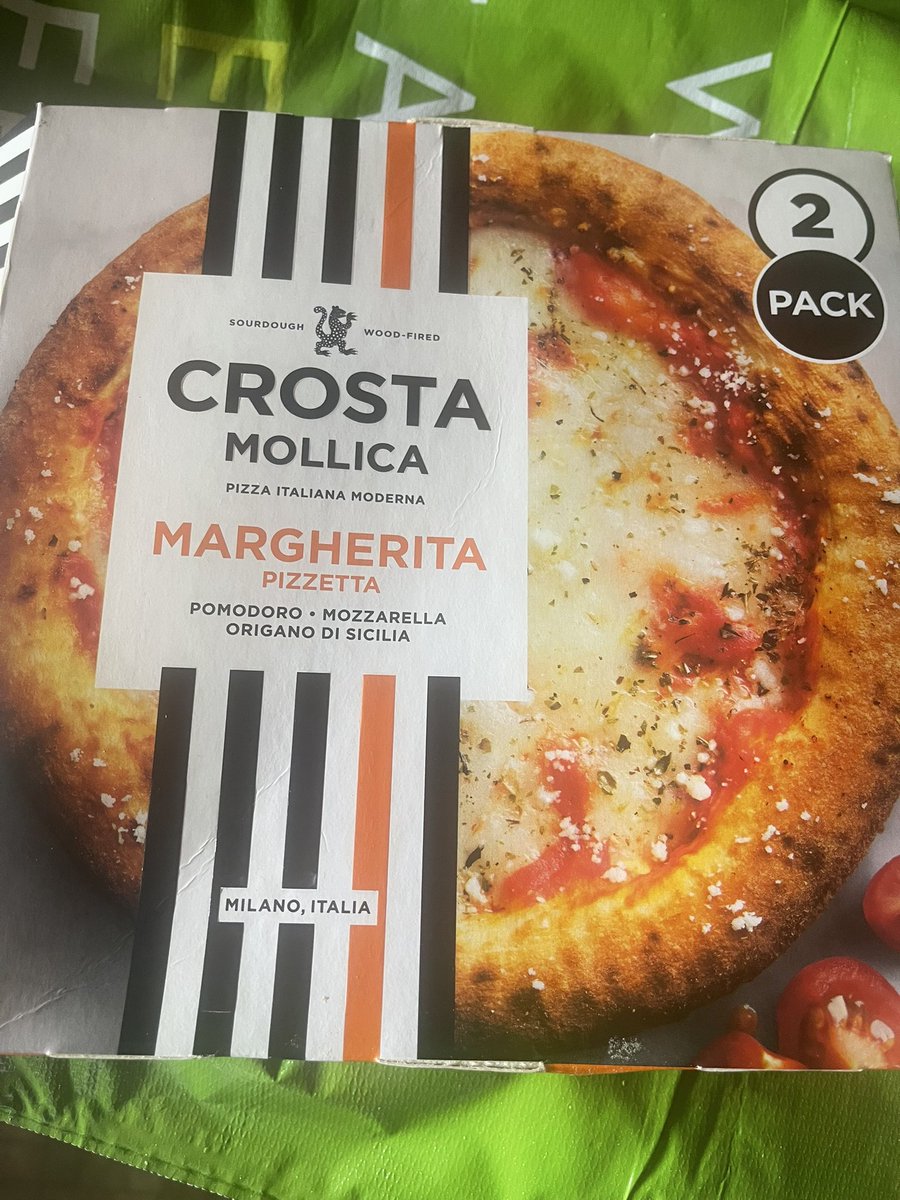 2
PACK
SOURDOUGH WOOD-FIRED
CROSTA
MOLLICA
PIZZA ITALIANA MODERNA
MARGHERITA
PIZZETTA
POMODORO • MOZZARELLA
ORIGANO DI SICILIA
MILANO, ITALIA